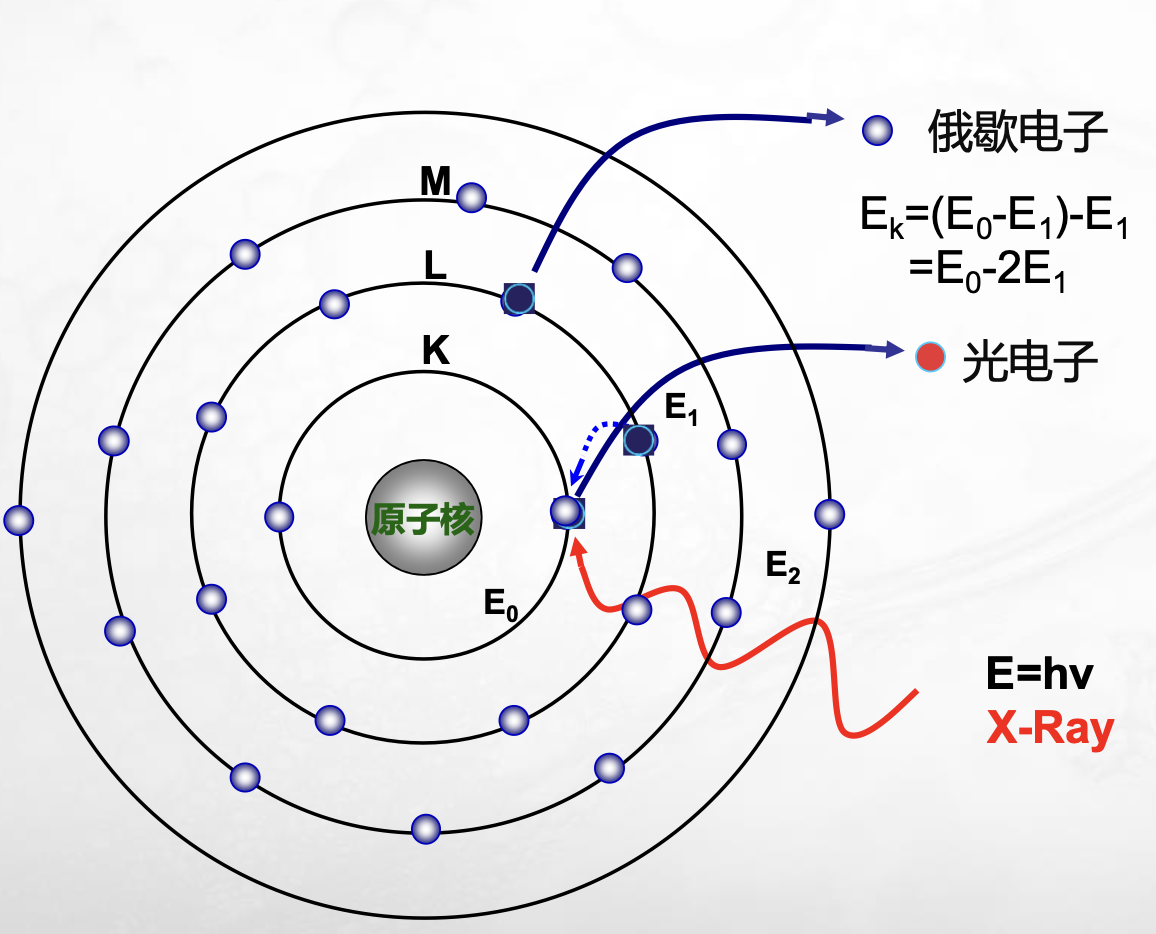 俄歇电子
M
Eₖ=(E₀-E₁)-E₁
=E₀-2E₁
L
K
光电子
E₁
原子核
E₂
E₀
E=hv
X-Ray